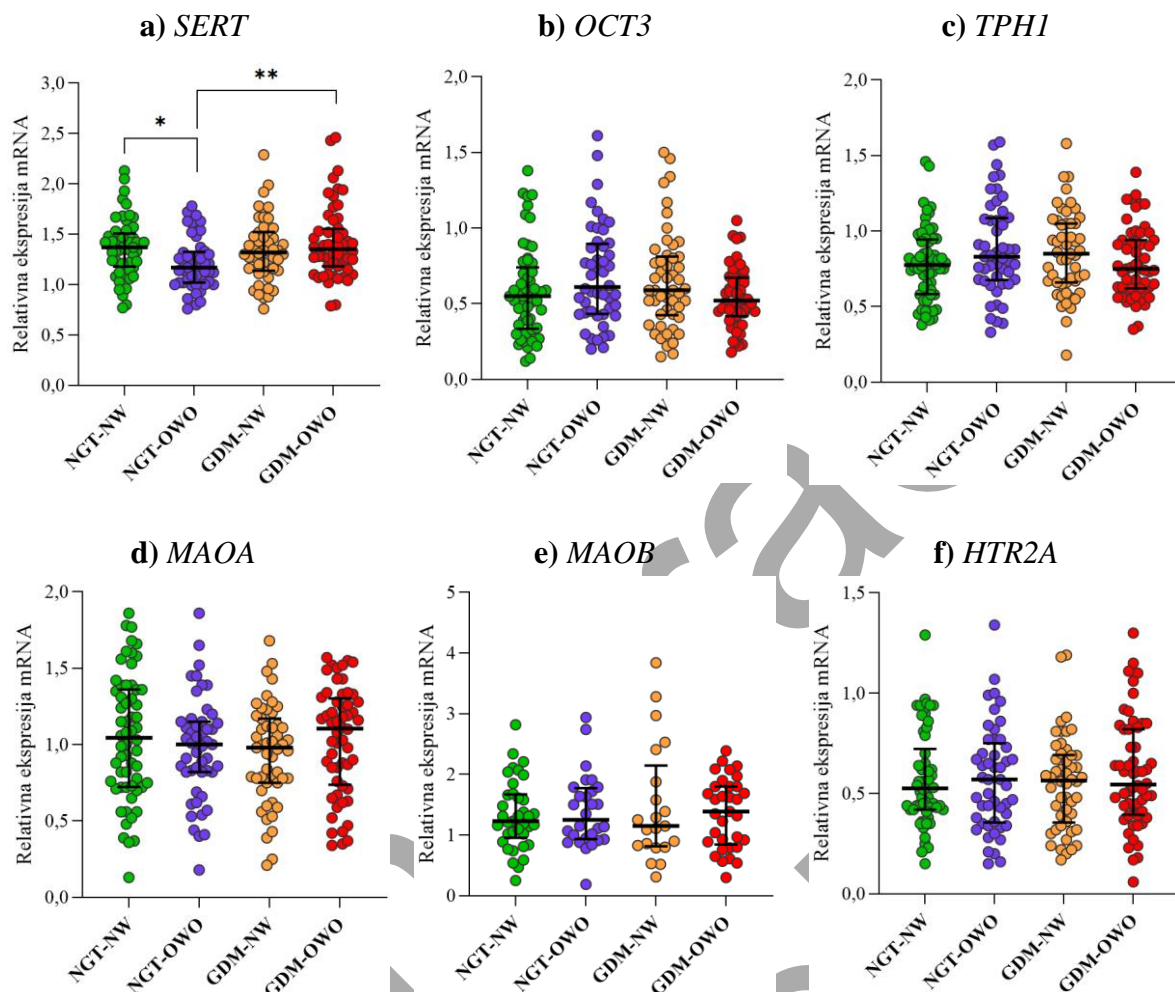 a) SERT
b) OCT3
c) TPH1
Relativna ekspresija mRNA
3,0
2,5
2,0
1,5
1,0
0,5
0,0
*
**
NGT-NW
NGT-OWO
GDM-NW
GDM-OWO
Relativna ekspresija mRNA
2,0
1,5
1,0
0,5
0,0
NGT-NW
NGT-OWO
GDM-NW
GDM-OWO
Relativna ekspresija mRNA
2,0
1,5
1,0
0,5
0,0
NGT-NW
NGT-OWO
GDM-NW
GDM-OWO
d) MAOA
e) MAOB
f) HTR2A
Relativna ekspresija mRNA
2,0
1,5
1,0
0,5
0,0
NGT-NW
NGT-OWO
GDM-NW
GDM-OWO
Relativna ekspresija mRNA
5
4
3
2
1
0
NGT-NW
NGT-OWO
GDM-NW
GDM-OWO
Relativna ekspresija mRNA
1,5
1,0
0,5
0,0
NGT-NW
NGT-OWO
GDM-NW
GDM-OWO